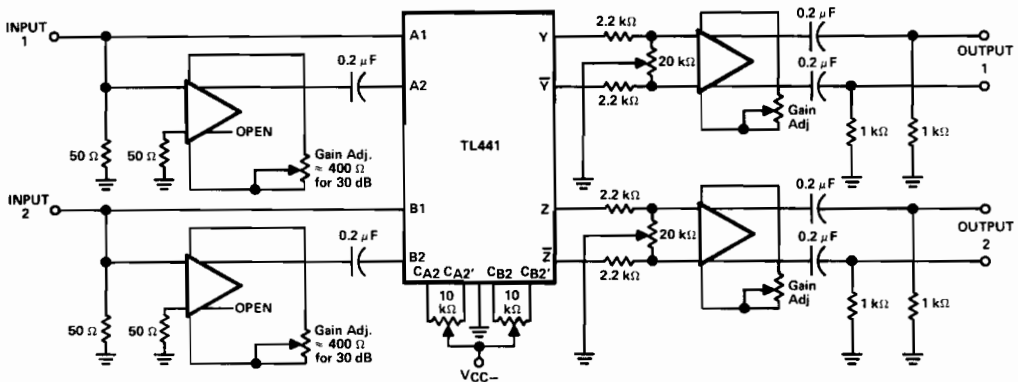 INPUT
1
50 Ω
50 Ω
OPEN
Gain Adj.
≈ 400 Ω
for 30 dB
0.2 μF
INPUT
2
50 Ω
50 Ω
OPEN
Gain Adj.
≈ 400 Ω
for 30 dB
0.2 μF
A1
A2
TL441
B1
B2
CA2 CA2' CB2 CB2'
Y
Y̅
Z
Z̅
10
kΩ
10
kΩ
VCC–
2.2 kΩ
20 kΩ
2.2 kΩ
Gain
Adj
0.2 μF
0.2 μF
1 kΩ
1 kΩ
OUTPUT
1
2.2 kΩ
20 kΩ
2.2 kΩ
Gain
Adj
0.2 μF
0.2 μF
1 kΩ
1 kΩ
OUTPUT
2